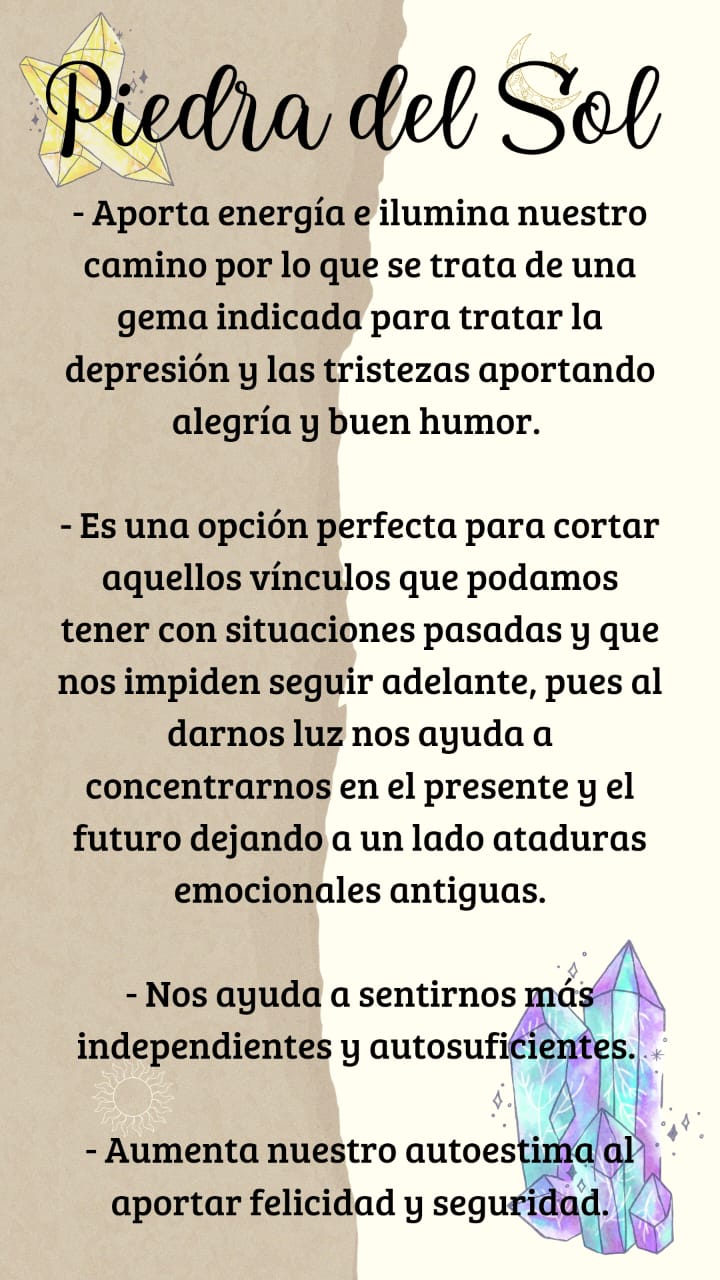 Piedra del Sol
- Aporta energía e ilumina nuestro
camino por lo que se trata de una
gema indicada para tratar la
depresión y las tristezas aportando
alegría y buen humor.
- Es una opción perfecta para cortar
aquellos vínculos que podamos
tener con situaciones pasadas y que
nos impiden seguir adelante, pues al
darnos luz nos ayuda a
concentrarnos en el presente y el
futuro dejando a un lado ataduras
emocionales antiguas.
- Nos ayuda a sentirnos más
independientes y autosuficientes.
- Aumenta nuestro autoestima al
aportar felicidad y seguridad.